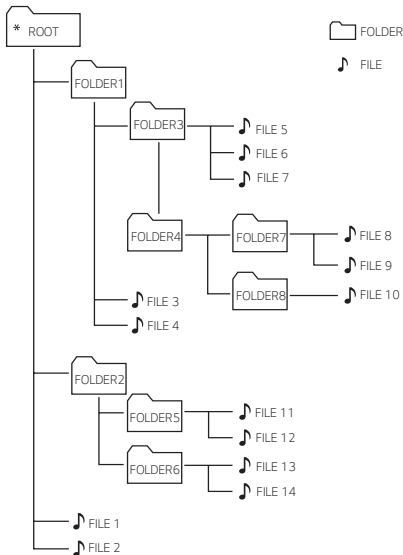 * ROOT
FOLDER
FILE
FOLDER1
FOLDER3
FILE 5
FILE 6
FILE 7
FOLDER4
FOLDER7
FILE 8
FILE 9
FOLDER8
FILE 10
FILE 3
FILE 4
FOLDER2
FOLDER5
FILE 11
FILE 12
FOLDER6
FILE 13
FILE 14
FILE 1
FILE 2